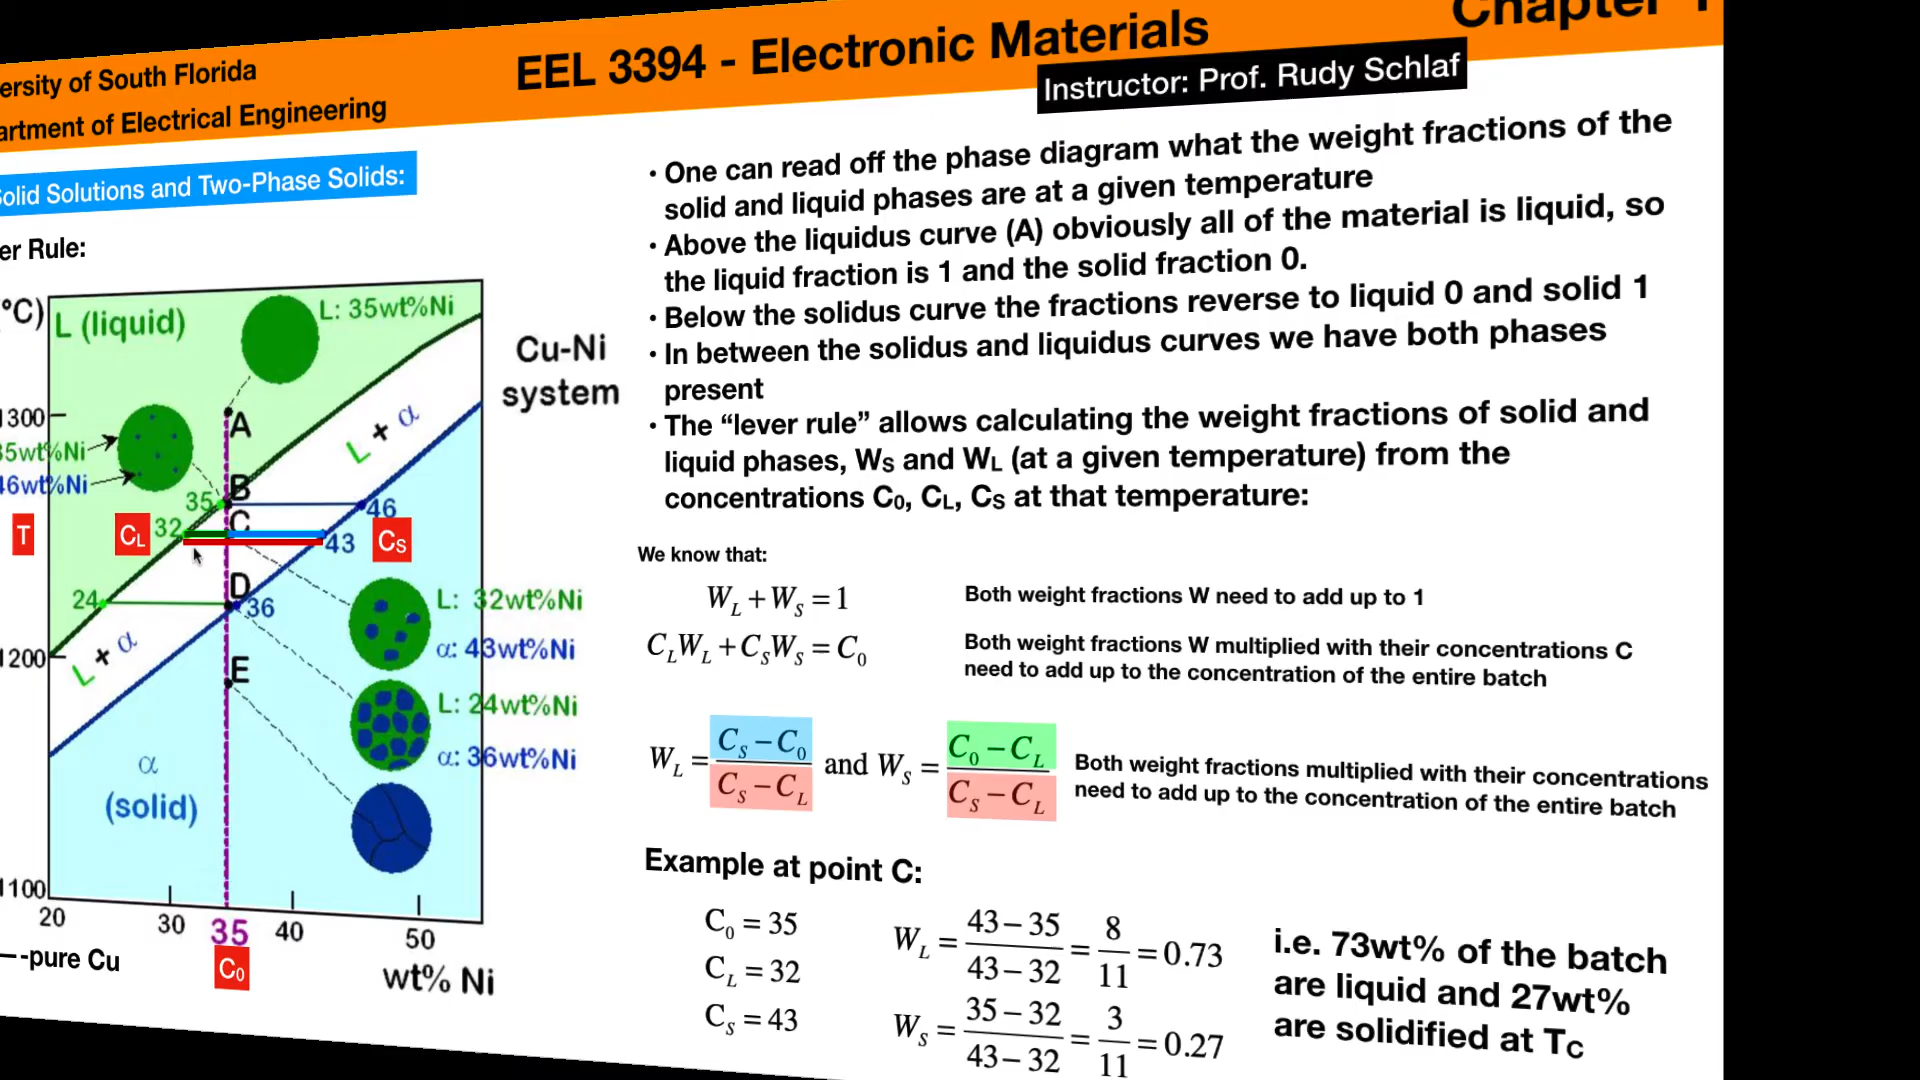 ersity of South Florida
artment of Electrical Engineering
EEL 3394 - Electronic Materials
Chapter 1
Instructor: Prof. Rudy Schlaf
Solid Solutions and Two-Phase Solids:
er Rule:
°C)
L (liquid)
L: 35wt%Ni
Cu-Ni
system
1300
A
L + α
35wt%Ni
46wt%Ni
35
B
46
T
CL
32
C
43
CS
24
D
36
L: 32wt%Ni
α: 43wt%Ni
1200
L + α
E
L: 24wt%Ni
α: 36wt%Ni
α
(solid)
1100
20
30
35
40
50
-pure Cu
C0
wt% Ni
• One can read off the phase diagram what the weight fractions of the
solid and liquid phases are at a given temperature
• Above the liquidus curve (A) obviously all of the material is liquid, so
the liquid fraction is 1 and the solid fraction 0.
• Below the solidus curve the fractions reverse to liquid 0 and solid 1
• In between the solidus and liquidus curves we have both phases
present
• The “lever rule” allows calculating the weight fractions of solid and
liquid phases, WS and WL (at a given temperature) from the
concentrations C0, CL, CS at that temperature:
We know that:
WL + WS = 1
Both weight fractions W need to add up to 1
CLWL + CSWS = C0
Both weight fractions W multiplied with their concentrations C
need to add up to the concentration of the entire batch
WL = (CS − C0)/(CS − CL) and WS = (C0 − CL)/(CS − CL)
Both weight fractions multiplied with their concentrations
need to add up to the concentration of the entire batch
Example at point C:
C0 = 35
CL = 32
CS = 43
WL = (43 − 35)/(43 − 32) = 8/11 = 0.73
WS = (35 − 32)/(43 − 32) = 3/11 = 0.27
i.e. 73wt% of the batch
are liquid and 27wt%
are solidified at TC